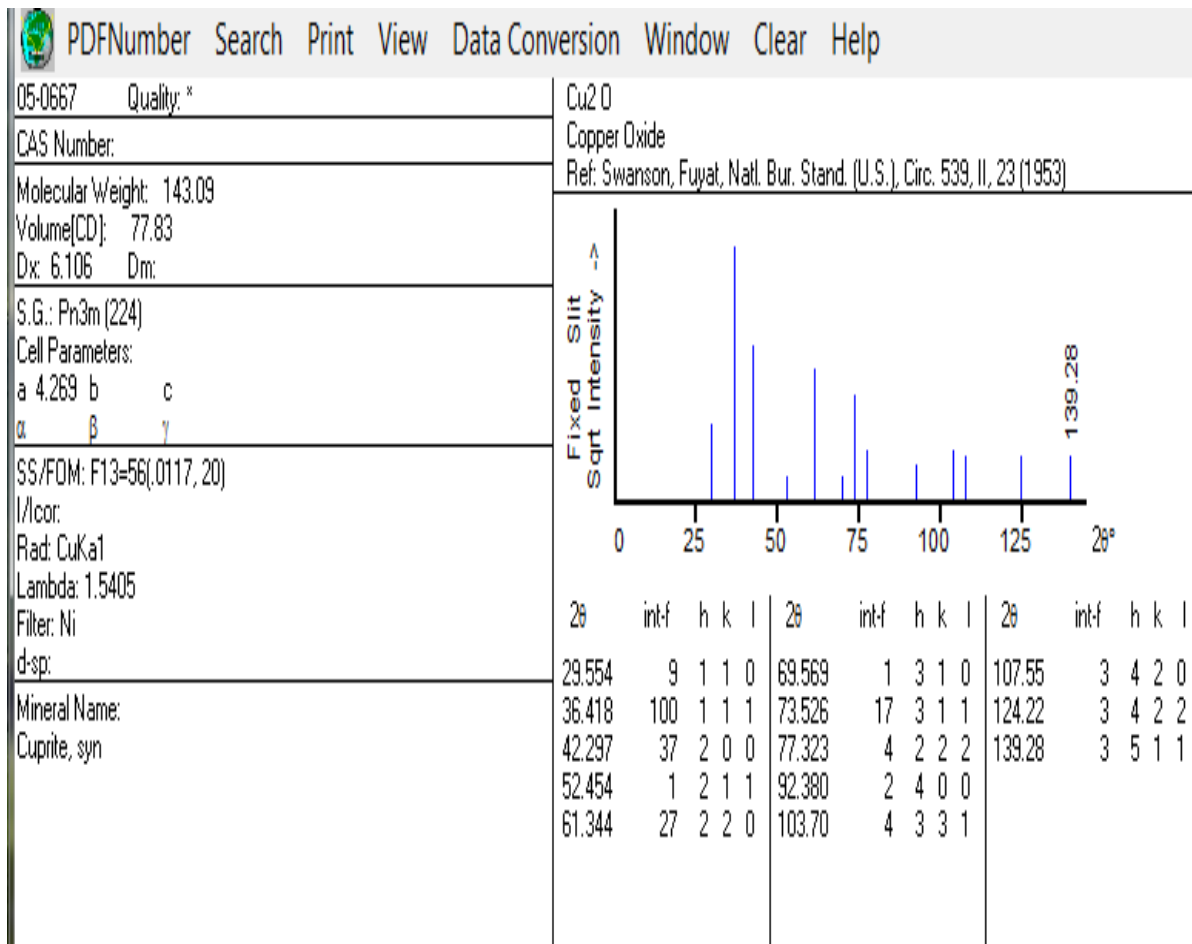 PDFNumber Search Print View Data Conversion Window Clear Help
05-0667 Quality: *
CAS Number:
Molecular Weight: 143.09
Volume[CD]: 77.83
Dx: 6.106 Dm:
S.G.: Pn3m (224)
Cell Parameters:
a 4.269 b c
α β γ
SS/FOM: F13=56(.0117, 20)
I/Icor:
Rad: CuKa1
Lambda: 1.5405
Filter: Ni
d-sp:
Mineral Name:
Cuprite, syn
Cu2 O
Copper Oxide
Ref: Swanson, Fuyat, Natl. Bur. Stand. (U.S.), Circ. 539, II, 23 (1953)
Fixed Slit
Sqrt Intensity ->
139.28
0 25 50 75 100 125 2θ°
2θ int-f h k l 2θ int-f h k l 2θ int-f h k l
29.554 9 1 1 0 69.569 1 3 1 0 107.55 3 4 2 0
36.418 100 1 1 1 73.526 17 3 1 1 124.22 3 4 2 2
42.297 37 2 0 0 77.323 4 2 2 2 139.28 3 5 1 1
52.454 1 2 1 1 92.380 2 4 0 0
61.344 27 2 2 0 103.70 4 3 3 1